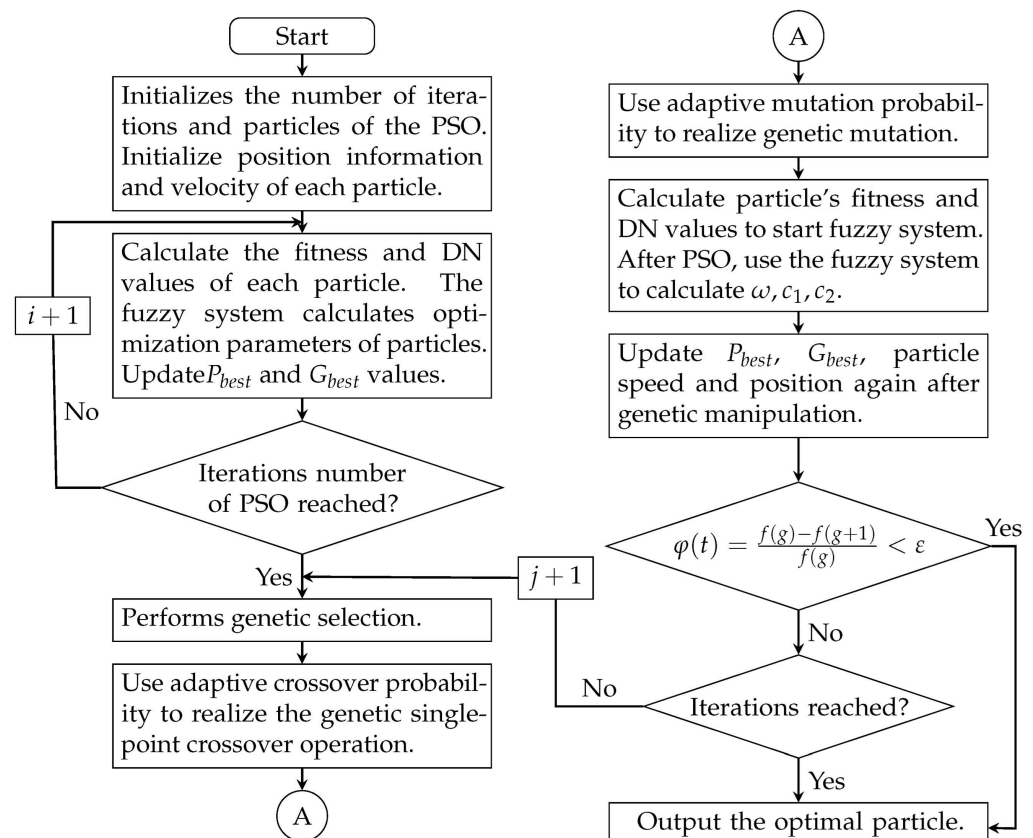 Start
Initializes the number of itera-
tions and particles of the PSO.
Initialize position information
and velocity of each particle.
Calculate the fitness and DN
values of each particle. The
fuzzy system calculates opti-
mization parameters of particles.
Update P_best and G_best values.
i + 1
No
Iterations number
of PSO reached?
Yes
Performs genetic selection.
Use adaptive crossover probabil-
ity to realize the genetic single-
point crossover operation.
A
A
Use adaptive mutation probabil-
ity to realize genetic mutation.
Calculate particle's fitness and
DN values to start fuzzy system.
After PSO, use the fuzzy system
to calculate ω, c₁, c₂.
Update P_best, G_best, particle
speed and position again after
genetic manipulation.
φ(t) = (f(g)−f(g+1))/f(g) < ε
Yes
No
j + 1
No
Iterations reached?
Yes
Output the optimal particle.